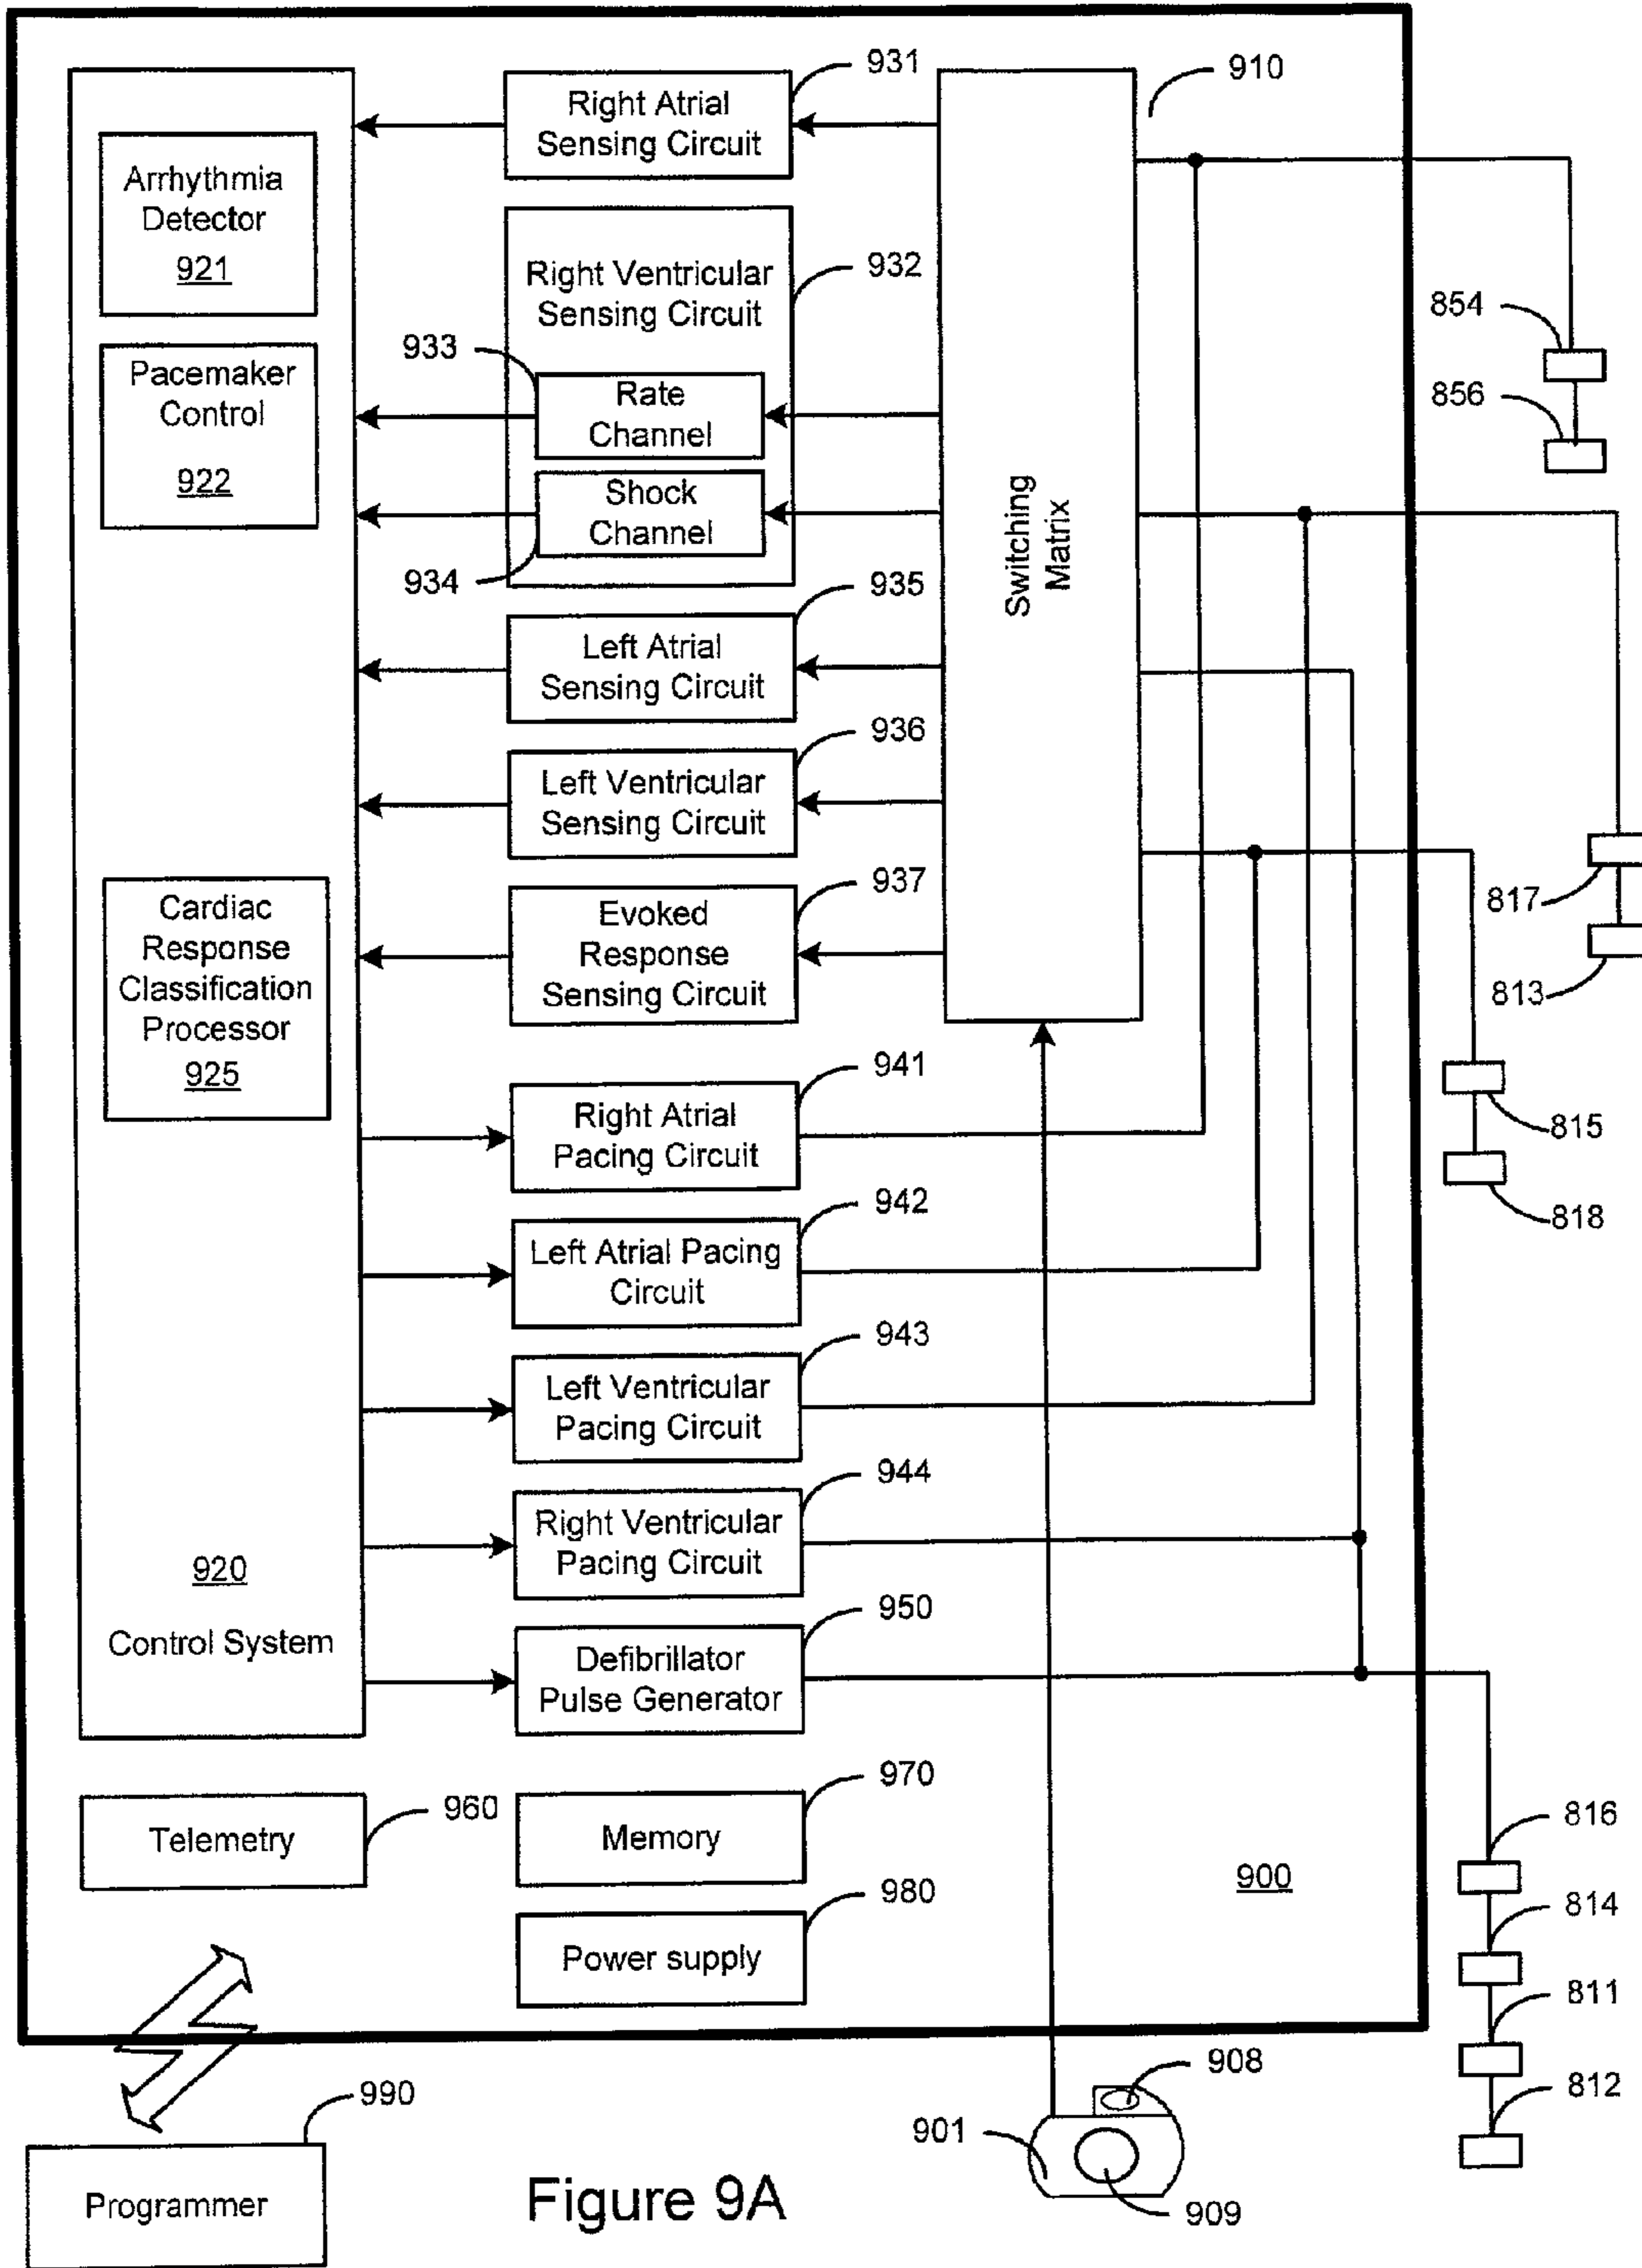 931
910
Right Atrial
Sensing Circuit
Arrhythmia
Detector
921
Right Ventricular
Sensing Circuit
932
933
Rate
Channel
Pacemaker
Control
922
Shock
Channel
934
Switching
Matrix
854
856
935
Left Atrial
Sensing Circuit
936
Left Ventricular
Sensing Circuit
937
Evoked
Response
Sensing Circuit
Cardiac
Response
Classification
Processor
925
817
813
815
818
941
Right Atrial
Pacing Circuit
942
Left Atrial Pacing
Circuit
943
Left Ventricular
Pacing Circuit
944
Right Ventricular
Pacing Circuit
920
Control System
950
Defibrillator
Pulse Generator
Telemetry
960
970
Memory
980
Power supply
900
816
814
811
812
990
Programmer
901
908
909
Figure 9A